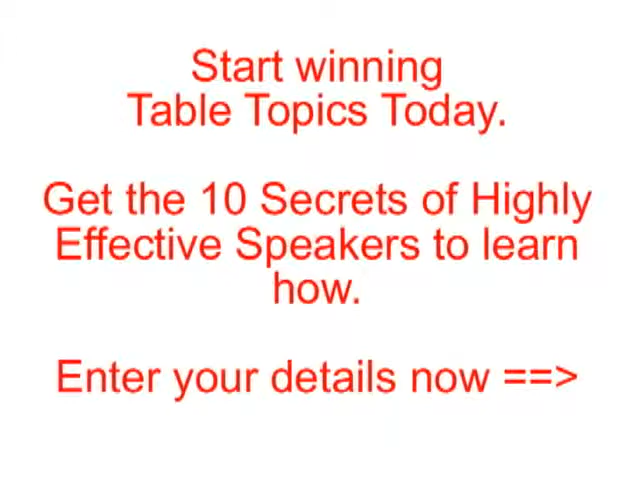 Start winning
Table Topics Today.
Get the 10 Secrets of Highly
Effective Speakers to learn
how.
Enter your details now ==>